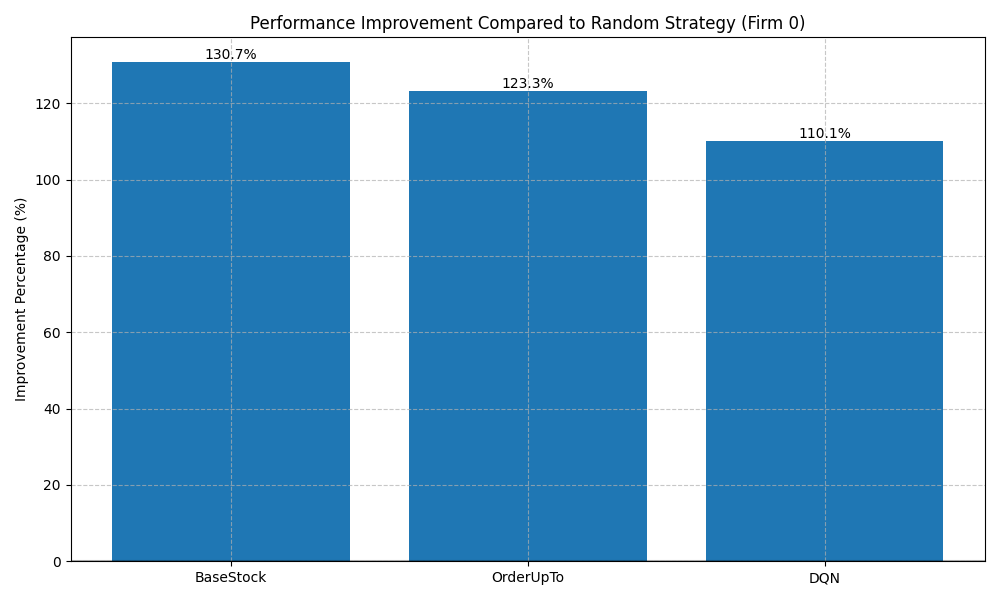 Performance Improvement Compared to Random Strategy (Firm 0)
130.7%
123.3%
110.1%
Improvement Percentage (%)
120
100
80
60
40
20
0
BaseStock
OrderUpTo
DQN